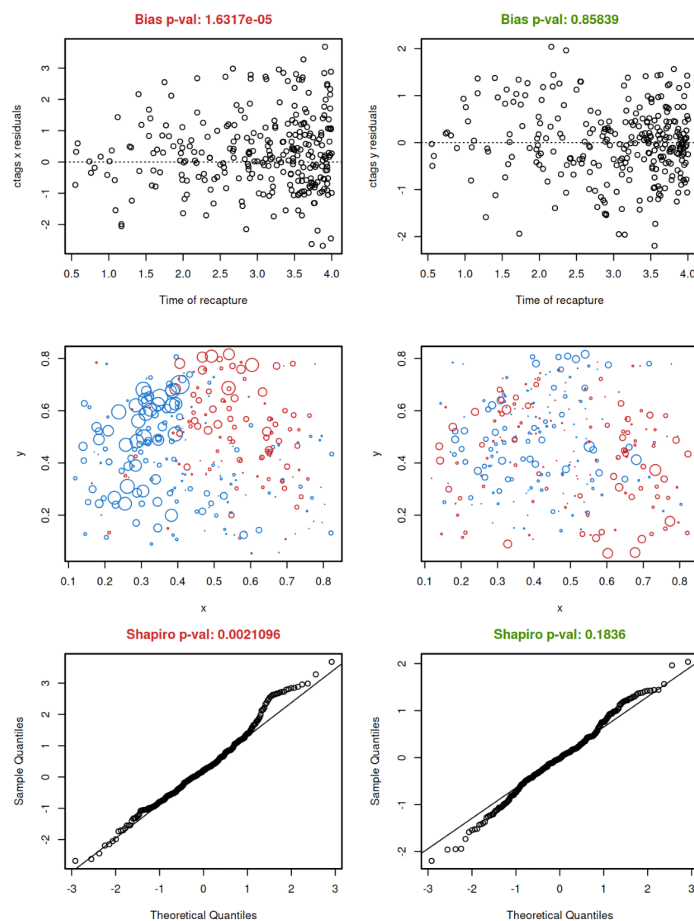 Bias p-val: 1.6317e-05
ctags x residuals
3
2
1
0
-1
-2
0.5 1.0 1.5 2.0 2.5 3.0 3.5 4.0
Time of recapture
Bias p-val: 0.85839
ctags y residuals
2
1
0
-1
-2
0.5 1.0 1.5 2.0 2.5 3.0 3.5 4.0
Time of recapture
y
0.8
0.6
0.4
0.2
0.1 0.2 0.3 0.4 0.5 0.6 0.7 0.8
x
y
0.8
0.6
0.4
0.2
0.1 0.2 0.3 0.4 0.5 0.6 0.7 0.8
x
Shapiro p-val: 0.0021096
Sample Quantiles
3
2
1
0
-1
-2
-3 -2 -1 0 1 2 3
Theoretical Quantiles
Shapiro p-val: 0.1836
Sample Quantiles
2
1
0
-1
-2
-3 -2 -1 0 1 2 3
Theoretical Quantiles